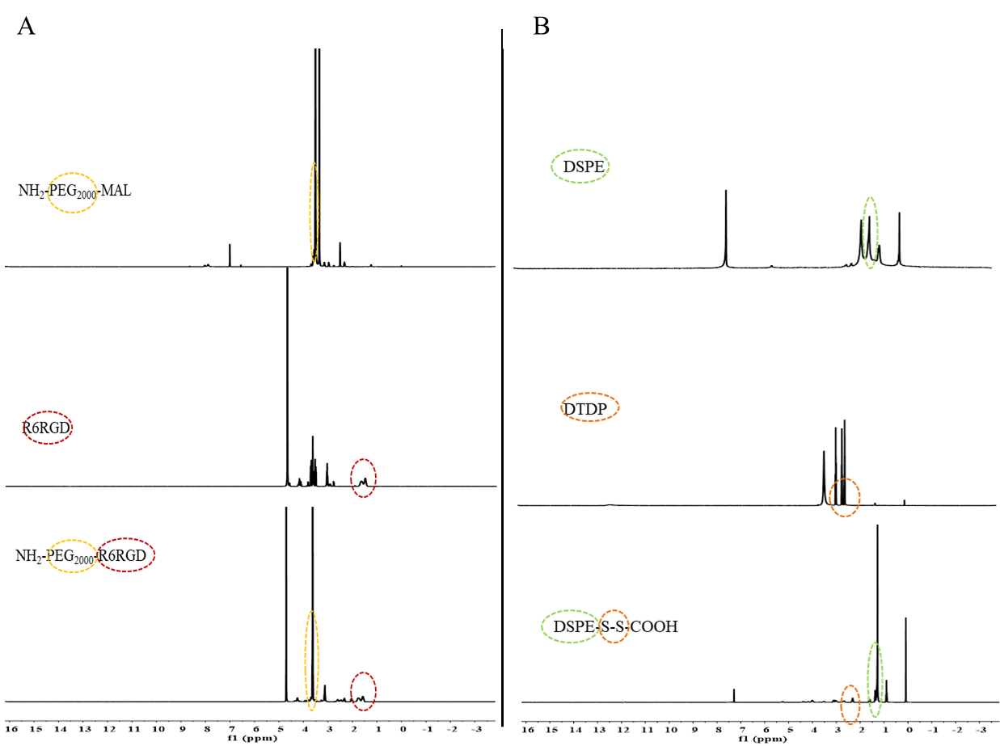 A
NH2-PEG2000-MAL
R6RGD
NH2-PEG2000-R6RGD
16 15 14 13 12 11 10 9 8 7 6 5 4 3 2 1 0 -1 -2 -3
f1 (ppm)
B
DSPE
DTDP
DSPE-S-S-COOH
16 15 14 13 12 11 10 9 8 7 6 5 4 3 2 1 0 -1 -2 -3
f1 (ppm)